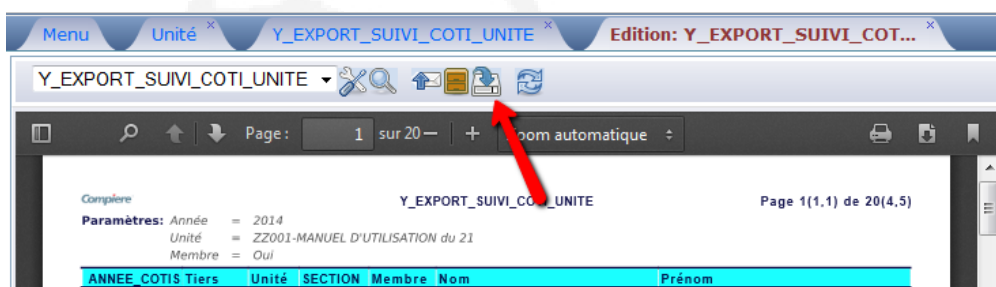 Menu Unité × Y_EXPORT_SUIVI_COTI_UNITE × Edition: Y_EXPORT_SUIVI_COT... ×
Y_EXPORT_SUIVI_COTI_UNITE
Page: 1 sur 20 — + Zoom automatique
Compiere Y_EXPORT_SUIVI_COTI_UNITE Page 1(1,1) de 20(4,5)
Paramètres: Année = 2014
Unité = ZZ001-MANUEL D'UTILISATION du 21
Membre = Oui
ANNEE_COTIS Tiers Unité SECTION Membre Nom Prénom